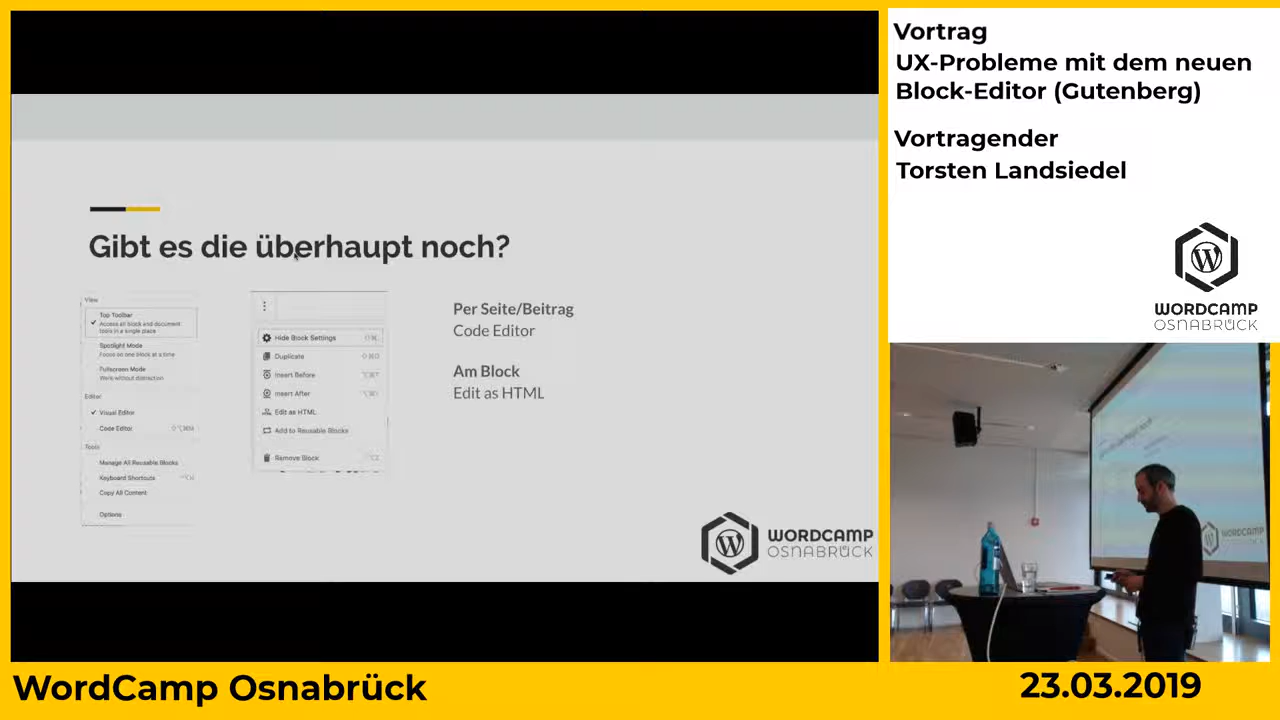 Vortrag
UX-Probleme mit dem neuen
Block-Editor (Gutenberg)
Vortragender
Torsten Landsiedel
WORDCAMP
OSNABRÜCK
Gibt es die überhaupt noch?
View
Top Toolbar
Access all block and document
tools in a single place
Spotlight Mode
Focus on one block at a time
Fullscreen Mode
Work without distraction
Editor
Visual Editor
Code Editor
Tools
Manage All Reusable Blocks
Keyboard Shortcuts
Copy All Content
Options
Hide Block Settings
Duplicate
Insert Before
Insert After
Edit as HTML
Add to Reusable Blocks
Remove Block
Per Seite/Beitrag
Code Editor
Am Block
Edit as HTML
WORDCAMP
OSNABRÜCK
WordCamp Osnabrück
23.03.2019